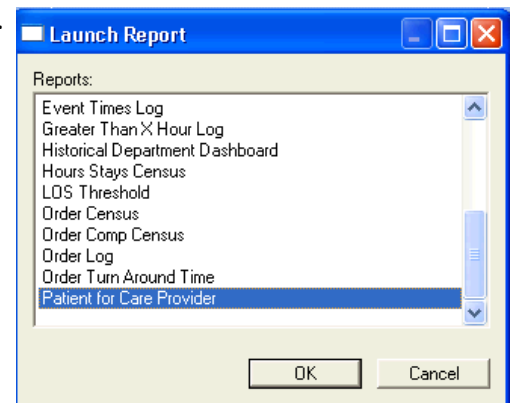 Launch Report
Reports:
Event Times Log
Greater Than X Hour Log
Historical Department Dashboard
Hours Stays Census
LOS Threshold
Order Census
Order Comp Census
Order Log
Order Turn Around Time
Patient for Care Provider
OK Cancel